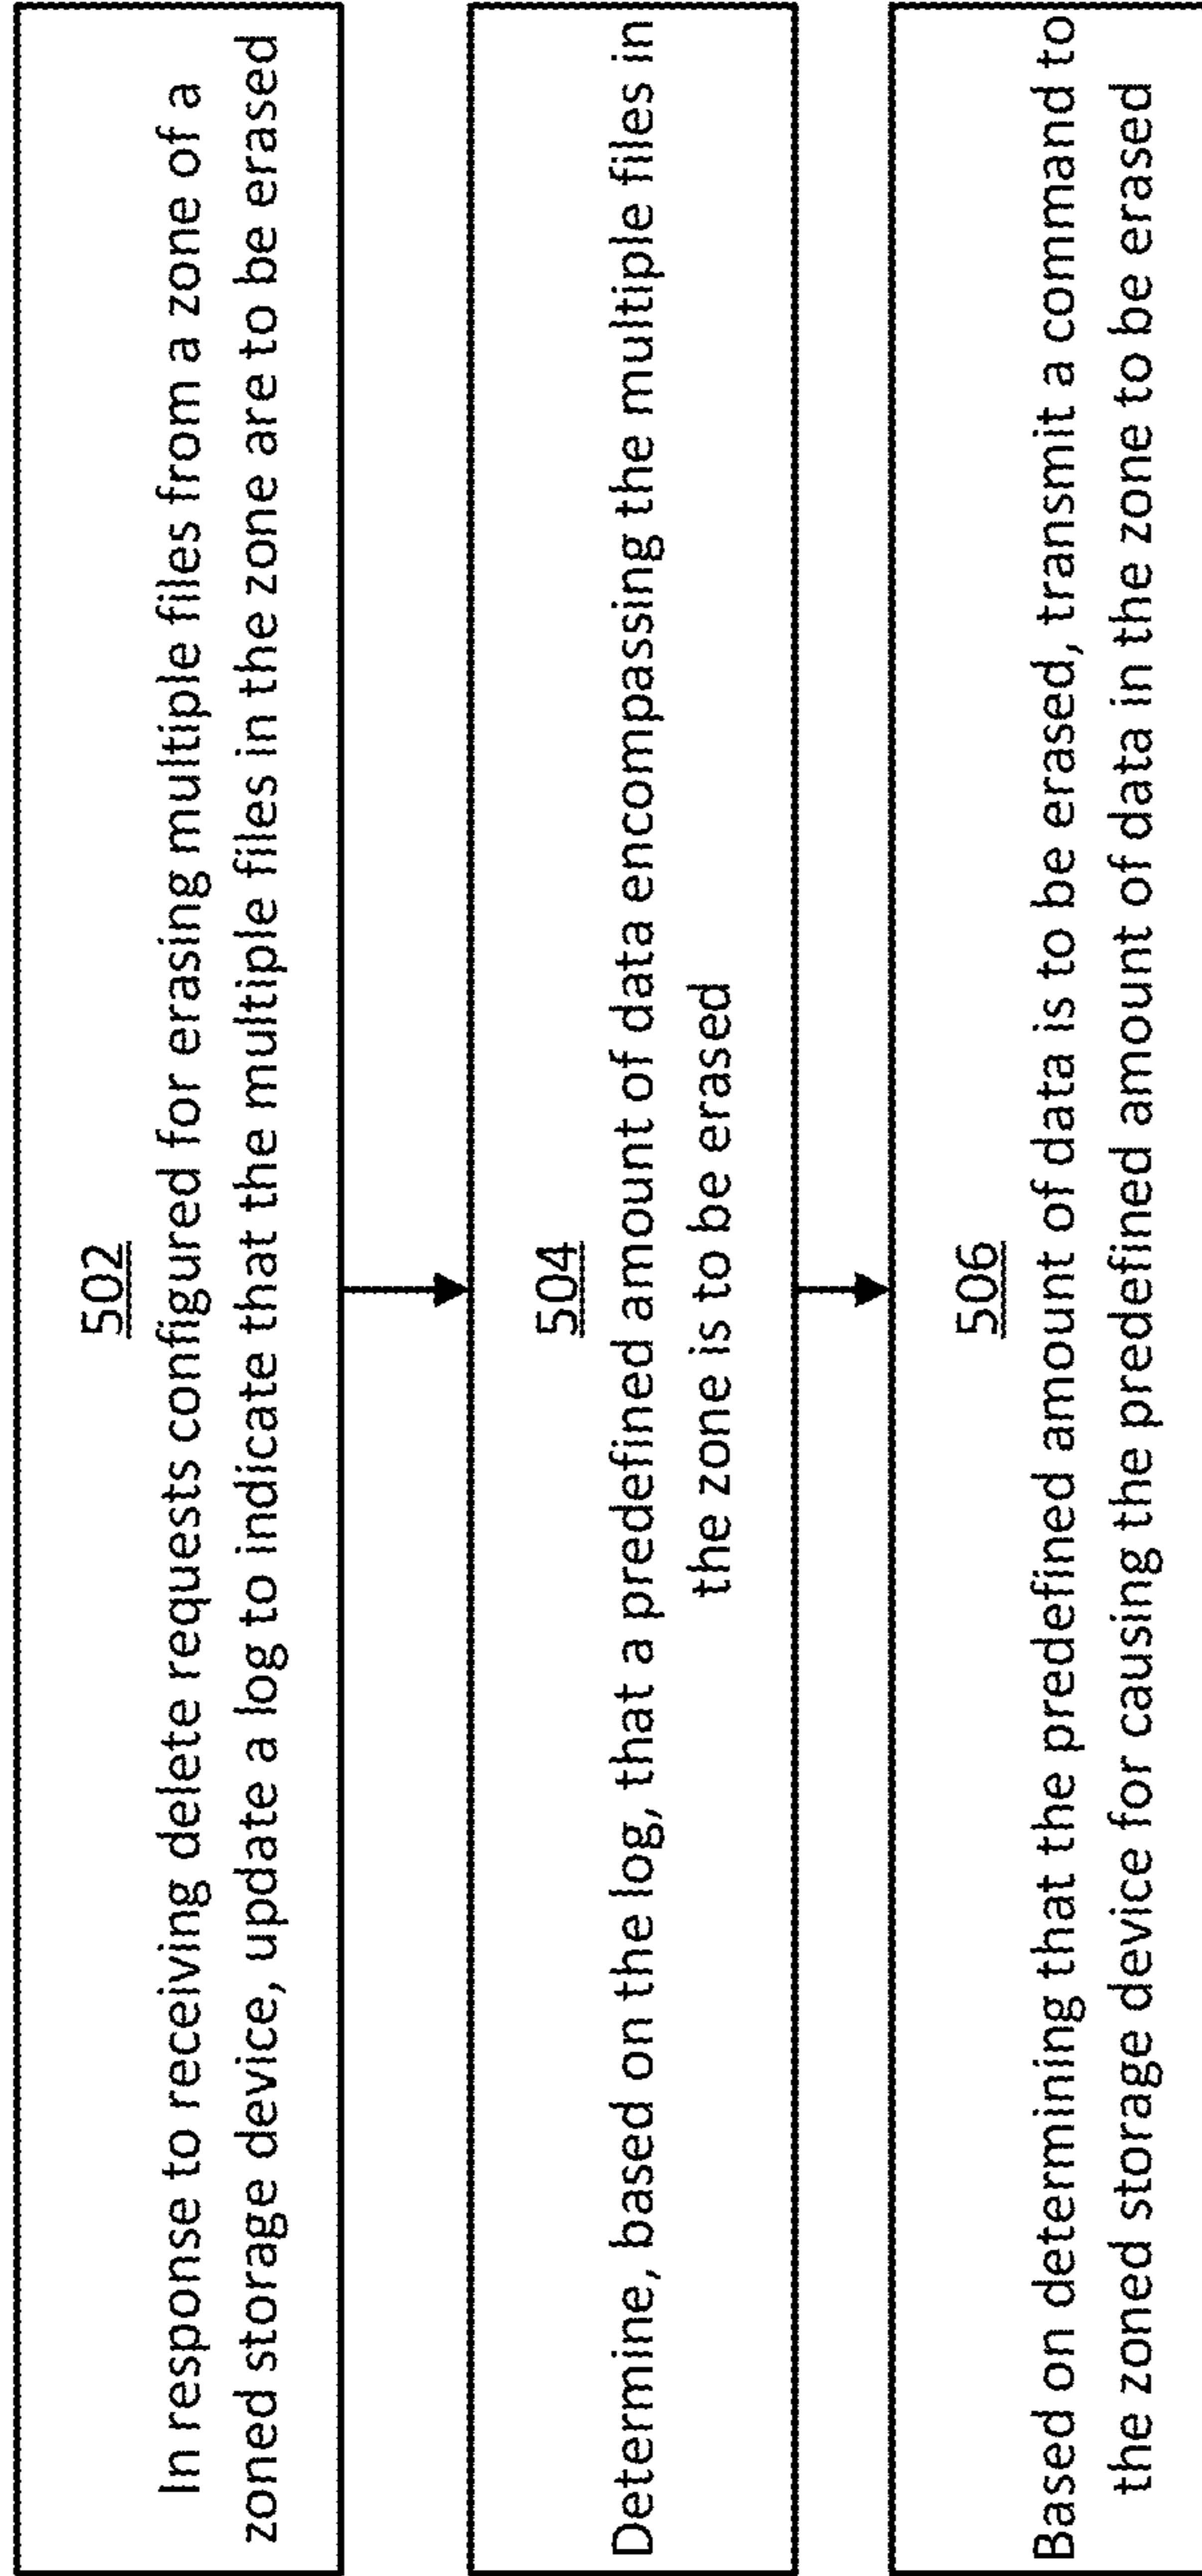 502
In response to receiving delete requests configured for erasing multiple files from a zone of a
zoned storage device, update a log to indicate that the multiple files in the zone are to be erased
504
Determine, based on the log, that a predefined amount of data encompassing the multiple files in
the zone is to be erased
506
Based on determining that the predefined amount of data is to be erased, transmit a command to
the zoned storage device for causing the predefined amount of data in the zone to be erased